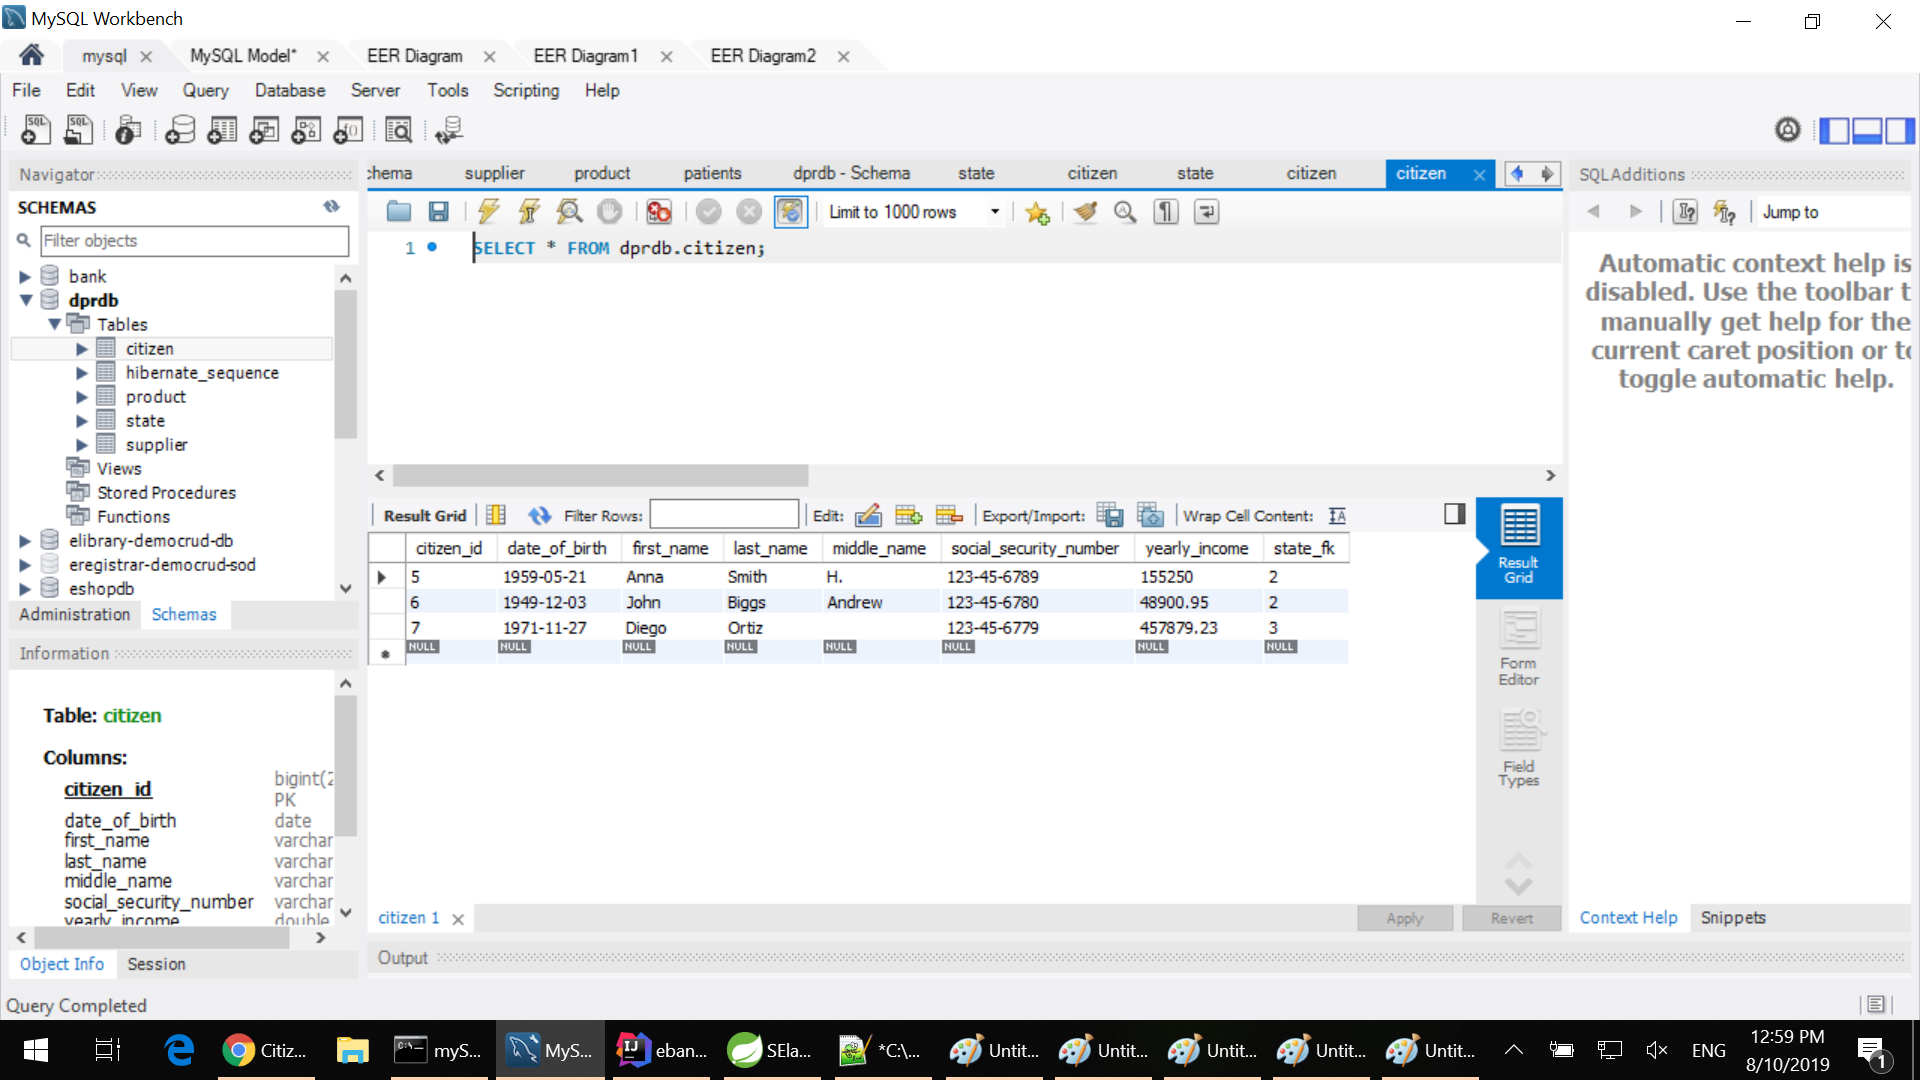 MySQL Workbench
mysql
MySQL Model*
EER Diagram
EER Diagram1
EER Diagram2
File Edit View Query Database Server Tools Scripting Help
Navigator
SCHEMAS
Filter objects
bank
dprdb
Tables
citizen
hibernate_sequence
product
state
supplier
Views
Stored Procedures
Functions
elibrary-democrud-db
eregistrar-democrud-sod
eshopdb
Administration Schemas
Information
Table: citizen
Columns:
citizen_id bigint(2
PK
date_of_birth date
first_name varchar
last_name varchar
middle_name varchar
social_security_number varchar
yearly_income double
Object Info Session
Query Completed
chema supplier product patients dprdb - Schema state citizen state citizen citizen
Limit to 1000 rows
1 SELECT * FROM dprdb.citizen;
Result Grid Filter Rows: Edit: Export/Import: Wrap Cell Content: IA
citizen_id date_of_birth first_name last_name middle_name social_security_number yearly_income state_fk
5 1959-05-21 Anna Smith H. 123-45-6789 155250 2
6 1949-12-03 John Biggs Andrew 123-45-6780 48900.95 2
7 1971-11-27 Diego Ortiz 123-45-6779 457879.23 3
NULL NULL NULL NULL NULL NULL NULL NULL
Result
Grid
Form
Editor
Field
Types
citizen 1
Apply Revert
Output
SQLAdditions
Jump to
Automatic context help is
disabled. Use the toolbar t
manually get help for the
current caret position or to
toggle automatic help.
Context Help Snippets
Citiz...
myS...
MyS...
eban...
SEla...
*C:\...
Untit...
Untit...
Untit...
Untit...
Untit...
ENG
12:59 PM
8/10/2019
1